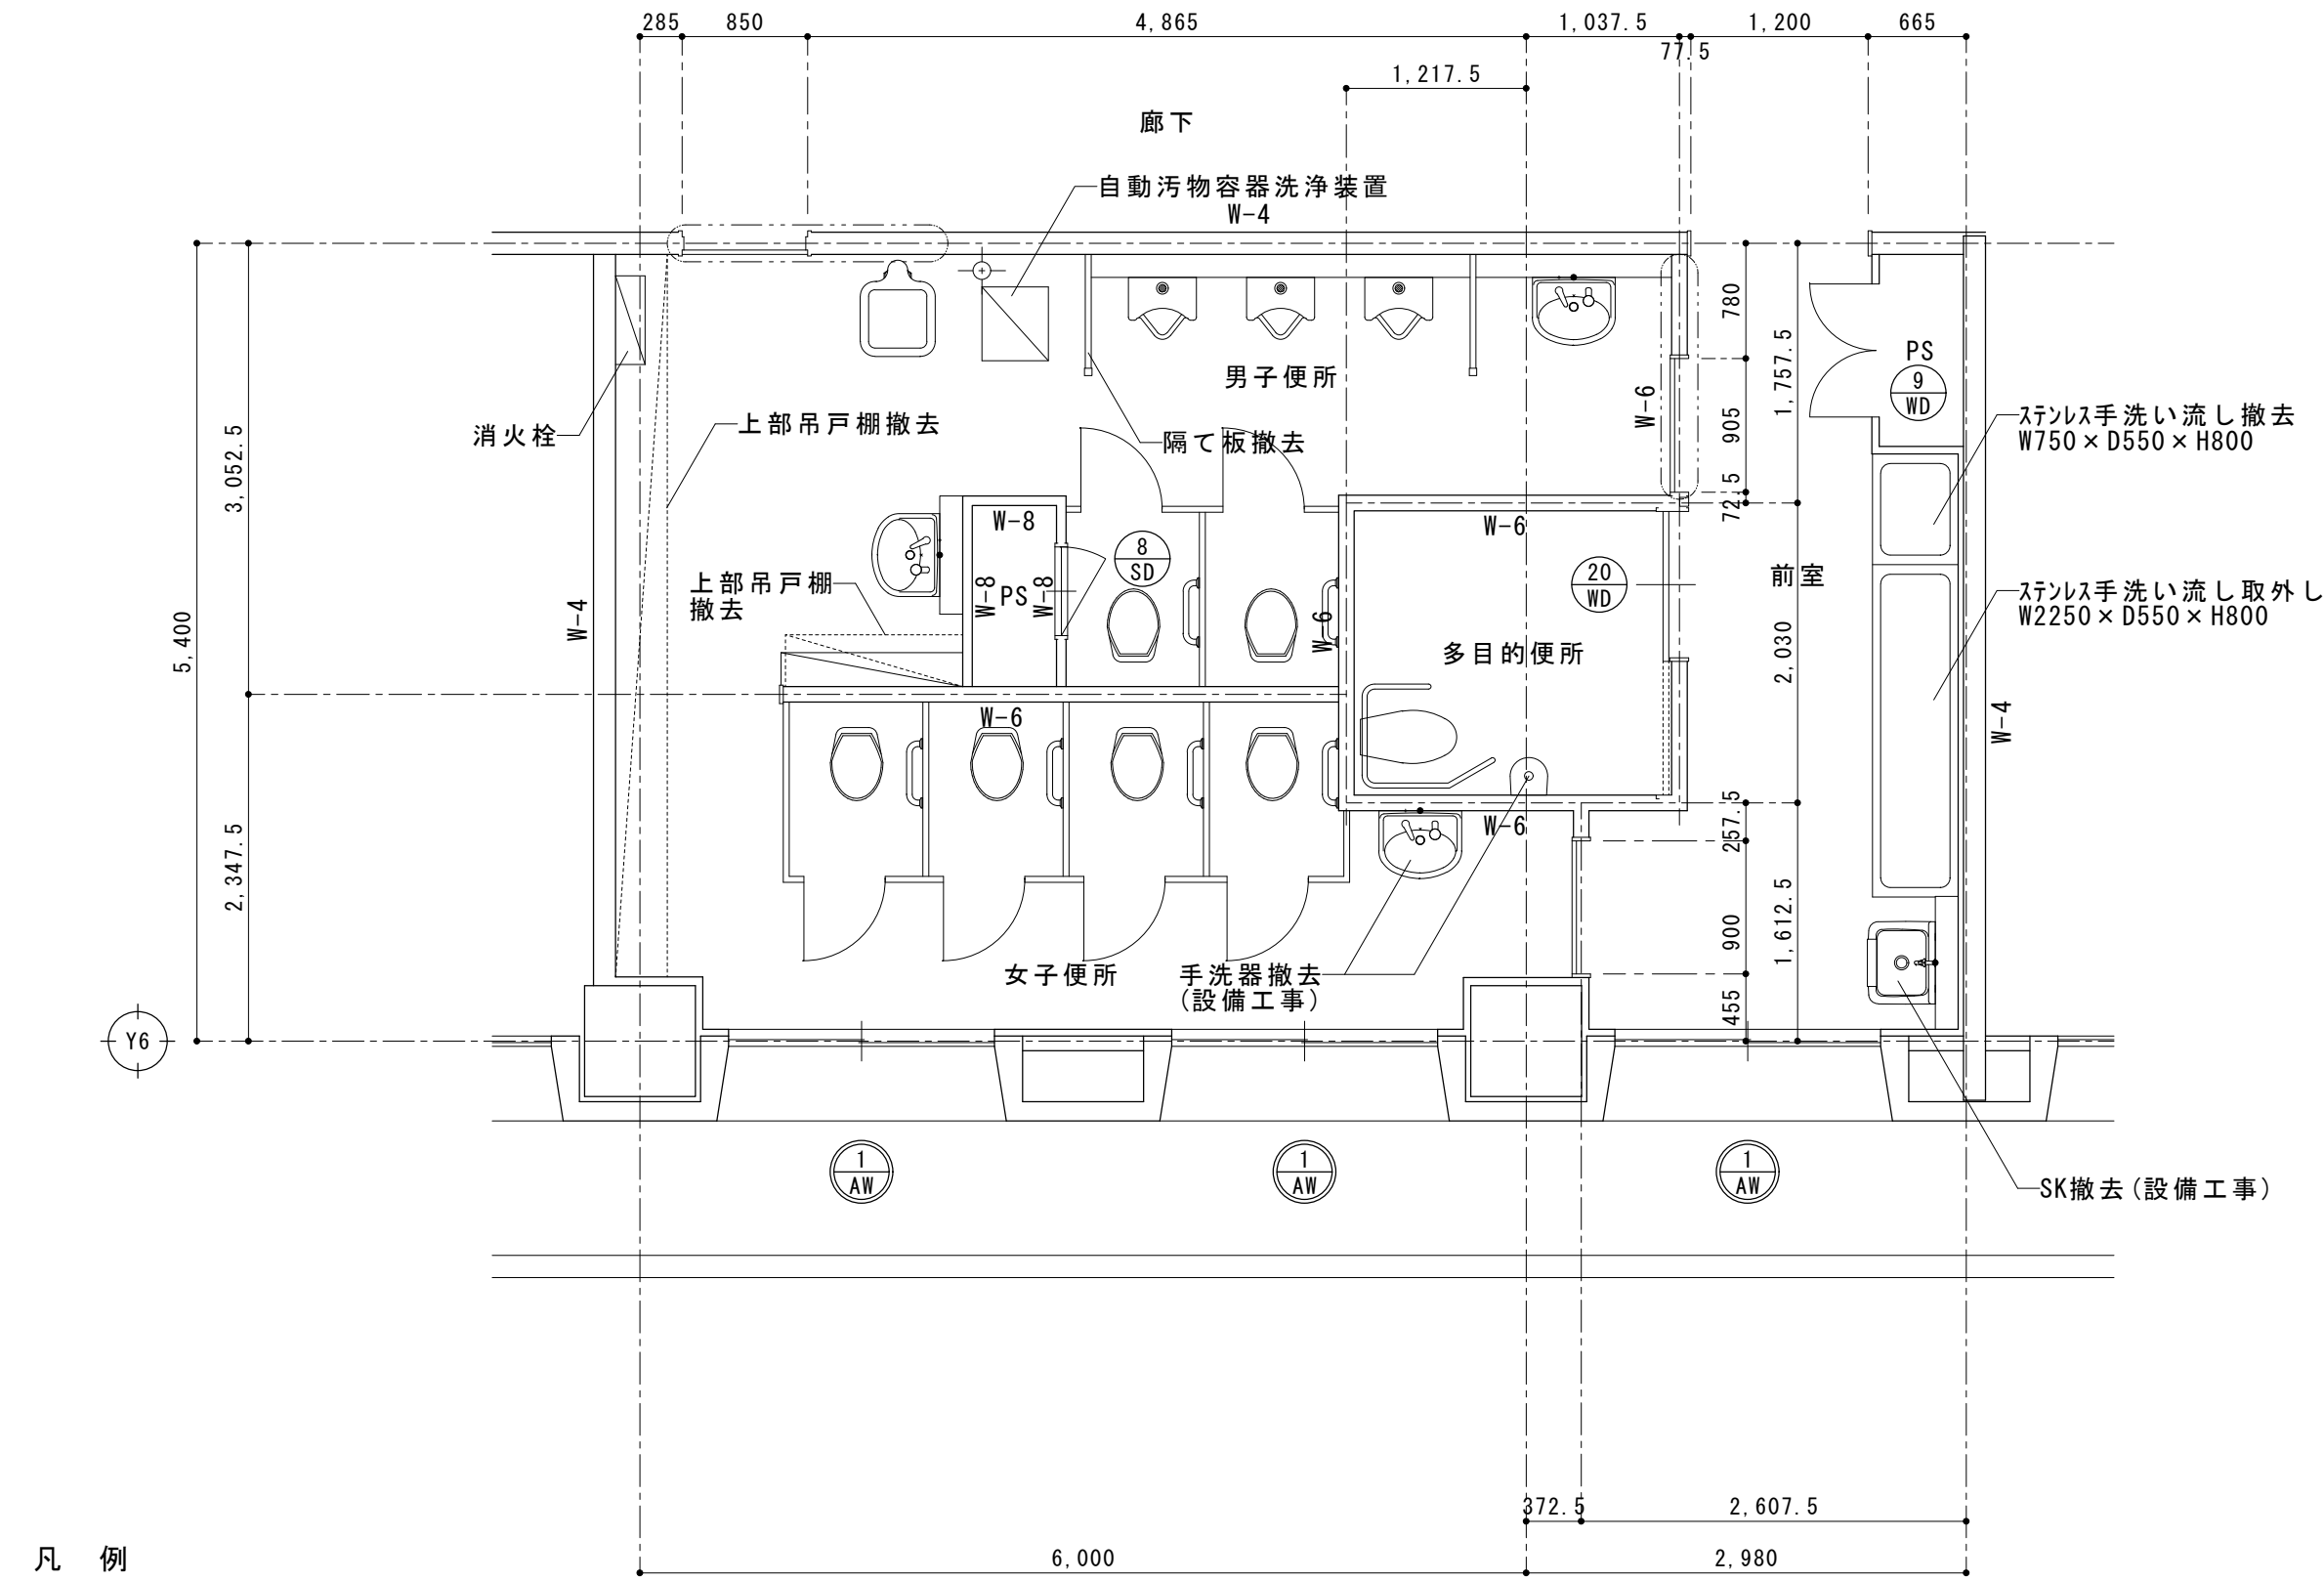 285
850
4,865
1,037.5
77.5
1,200
665
1,217.5
廊下
自動汚物容器洗浄装置
W-4
780
1,757.5
PS
9
WD
男子便所
W-6
905
消火栓
上部吊戸棚撤去
隔て板撤去
ｽﾃﾝﾚｽ手洗い流し撤去
W750×D550×H800
3,052.5
72.5
W-8
W-6
8
SD
20
WD
前室
上部吊戸棚
撤去
W-8
PS
W-8
W-4
W-6
ｽﾃﾝﾚｽ手洗い流し取外し
W2250×D550×H800
5,400
多目的便所
2,030
W-6
W-4
257.5
W-6
2,347.5
900
1,612.5
女子便所
手洗器撤去
(設備工事)
455
Y6
1
AW
1
AW
1
AW
SK撤去(設備工事)
372.5
2,607.5
6,000
2,980
凡 例